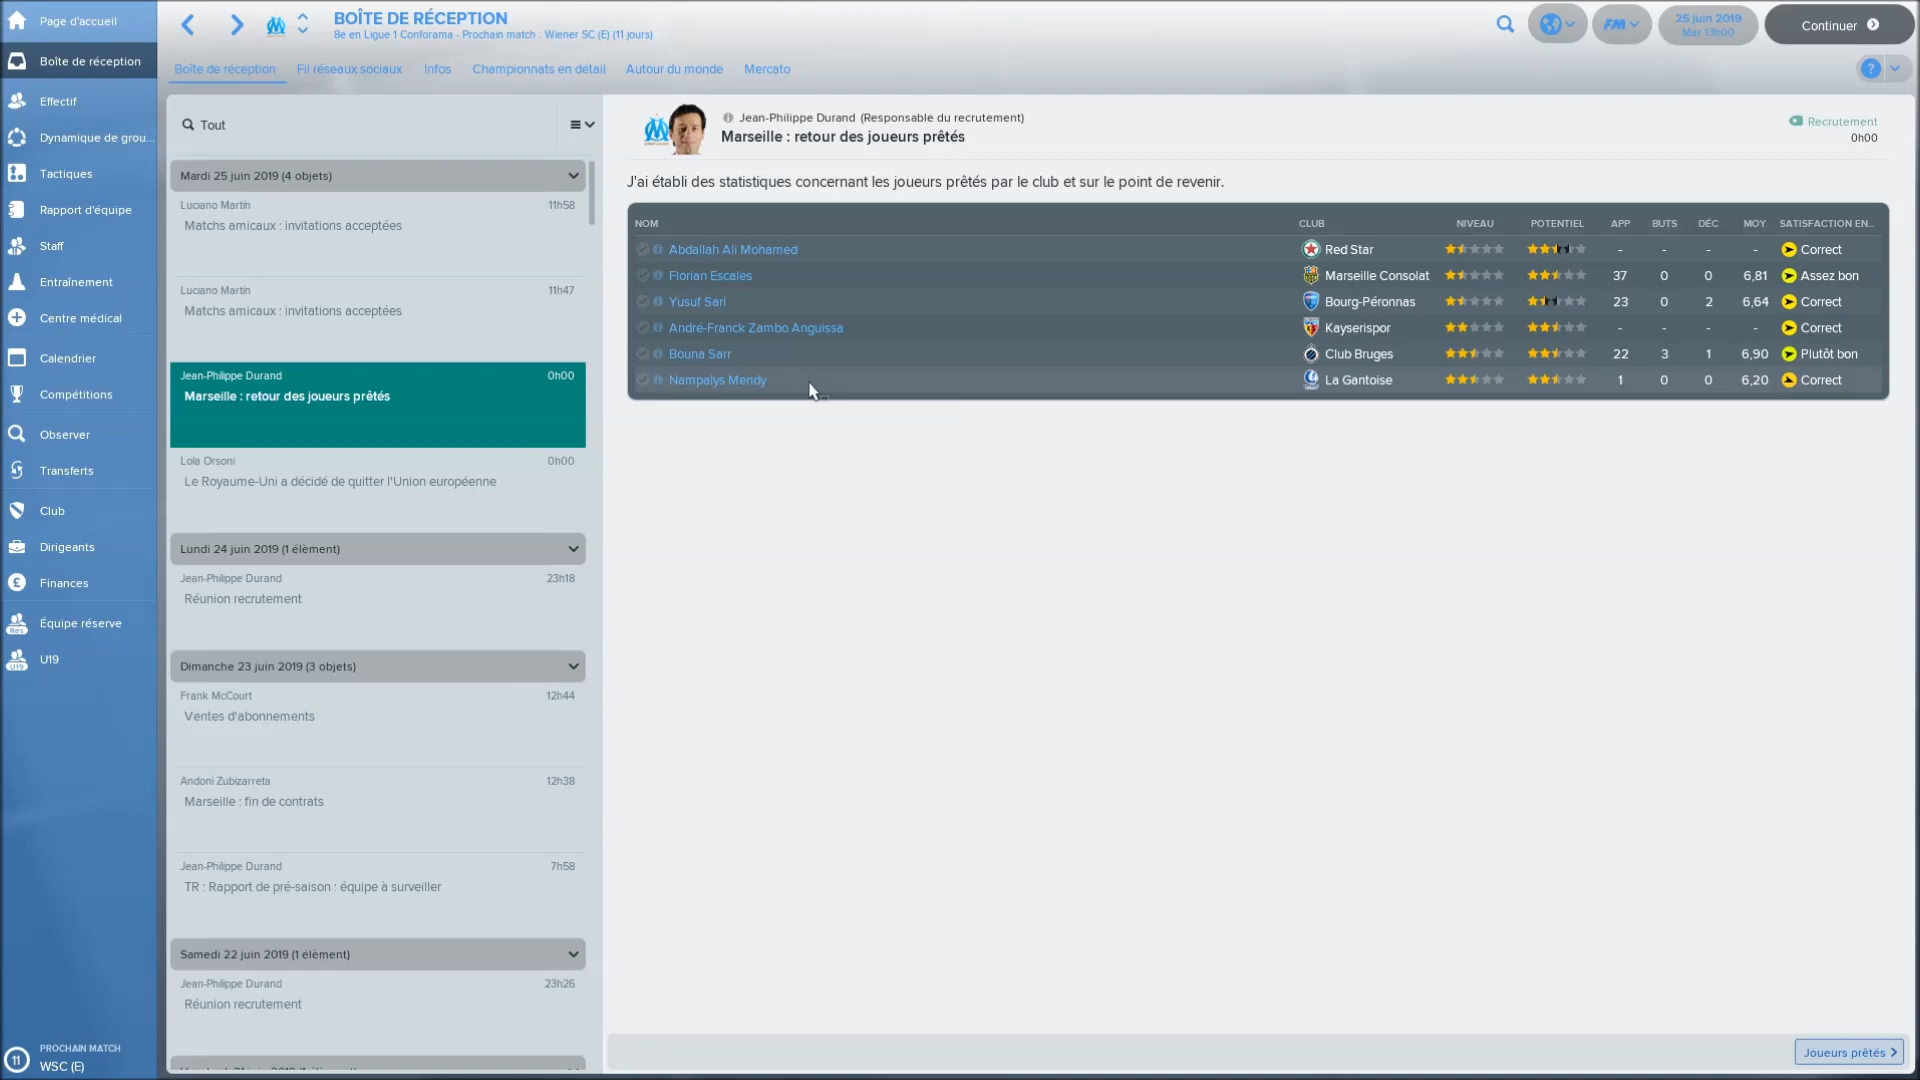 Page d'accueil
Boîte de réception
Effectif
Dynamique de grou...
Tactiques
Rapport d'équipe
Staff
Entraînement
Centre médical
Calendrier
Compétitions
Observer
Transferts
Club
Dirigeants
Finances
Équipe réserve
U19
PROCHAIN MATCH
11 WSC (E)
BOÎTE DE RÉCEPTION
8e en Ligue 1 Conforama - Prochain match : Wiener SC (E) (11 jours)
FM
25 juin 2019
Mar 13h00
Continuer
Boîte de réception Fil réseaux sociaux Infos Championnats en détail Autour du monde Mercato
?
Tout
Mardi 25 juin 2019 (4 objets)
Luciano Martín 11h58
Matchs amicaux : invitations acceptées
Luciano Martín 11h47
Matchs amicaux : invitations acceptées
Jean-Philippe Durand 0h00
Marseille : retour des joueurs prêtés
Lola Orsoni 0h00
Le Royaume-Uni a décidé de quitter l'Union européenne
Lundi 24 juin 2019 (1 élèment)
Jean-Philippe Durand 23h18
Réunion recrutement
Dimanche 23 juin 2019 (3 objets)
Frank McCourt 12h44
Ventes d'abonnements
Andoni Zubizarreta 12h38
Marseille : fin de contrats
Jean-Philippe Durand 7h58
TR : Rapport de pré-saison : équipe à surveiller
Samedi 22 juin 2019 (1 élèment)
Jean-Philippe Durand 23h26
Réunion recrutement
Jean-Philippe Durand (Responsable du recrutement)
Marseille : retour des joueurs prêtés
Recrutement
0h00
J'ai établi des statistiques concernant les joueurs prêtés par le club et sur le point de revenir.
NOM CLUB NIVEAU POTENTIEL APP BUTS DÉC MOY SATISFACTION EN...
Abdallah Ali Mohamed Red Star - - - - Correct
Florian Escales Marseille Consolat 37 0 0 6,81 Assez bon
Yusuf Sari Bourg-Péronnas 23 0 2 6,64 Correct
André-Franck Zambo Anguissa Kayserispor - - - - Correct
Bouna Sarr Club Bruges 22 3 1 6,90 Plutôt bon
Nampalys Mendy La Gantoise 1 0 0 6,20 Correct
Joueurs prêtés